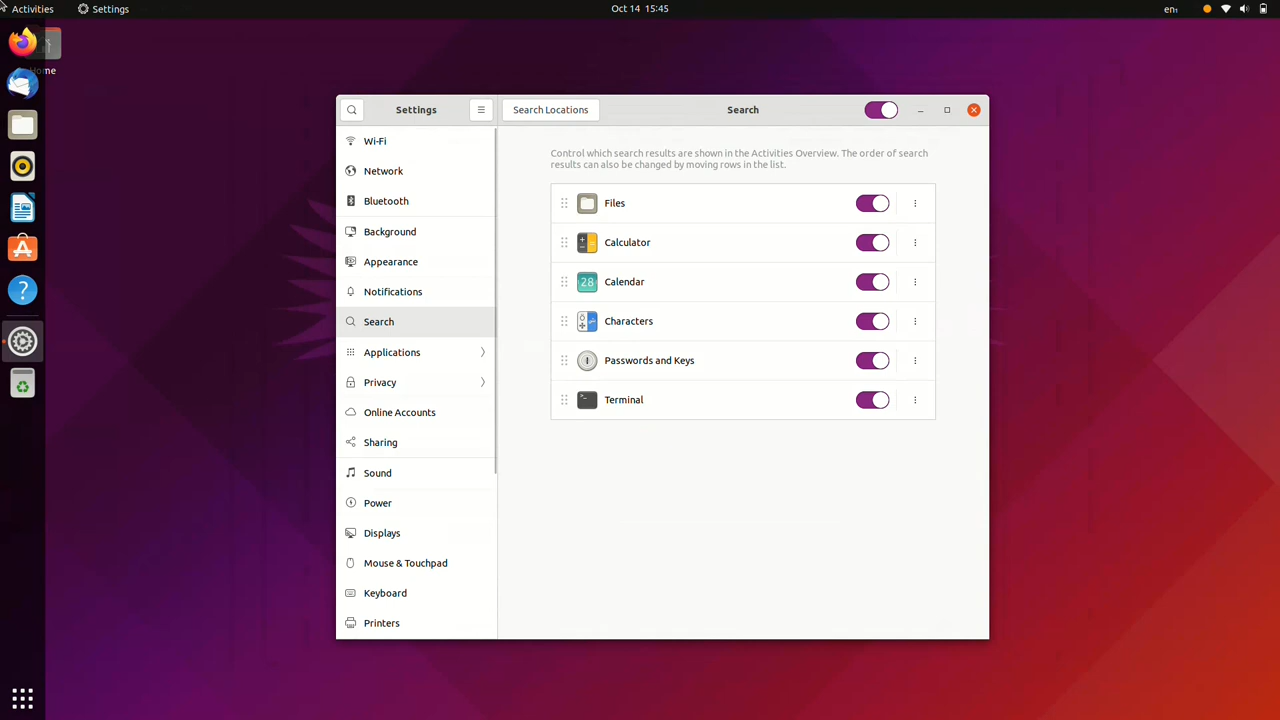 Activities
Settings
Oct 14 15:45
en₁
Home
Settings
Search Locations
Search
Wi-Fi
Network
Bluetooth
Background
Appearance
Notifications
Search
Applications
Privacy
Online Accounts
Sharing
Sound
Power
Displays
Mouse & Touchpad
Keyboard
Printers
Control which search results are shown in the Activities Overview. The order of search
results can also be changed by moving rows in the list.
Files
Calculator
28
Calendar
Characters
Passwords and Keys
Terminal